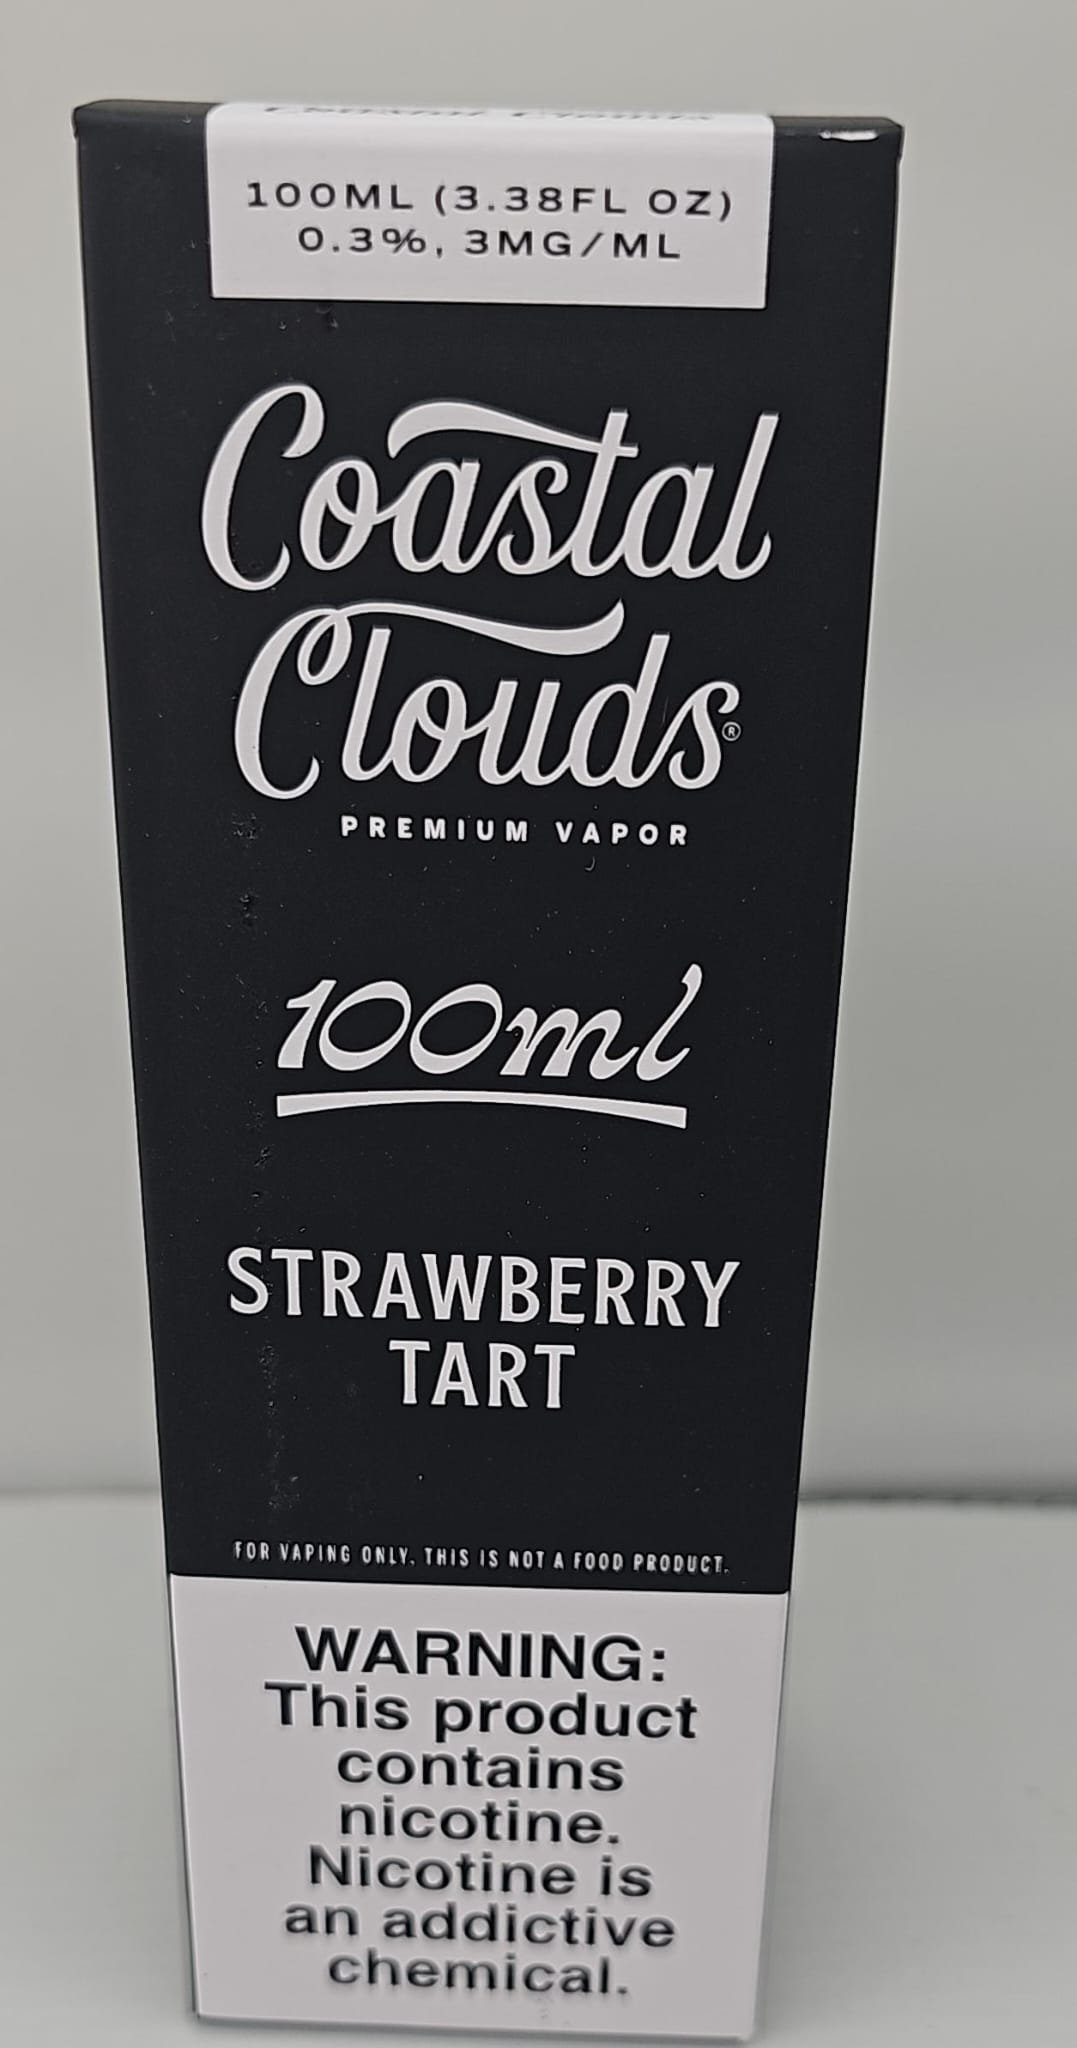 100ML (3.38FL OZ)
0.3%, 3MG/ML
Coastal
Clouds®
PREMIUM VAPOR
100ml
STRAWBERRY
TART
FOR VAPING ONLY. THIS IS NOT A FOOD PRODUCT.
WARNING:
This product
contains
nicotine.
Nicotine is
an addictive
chemical.